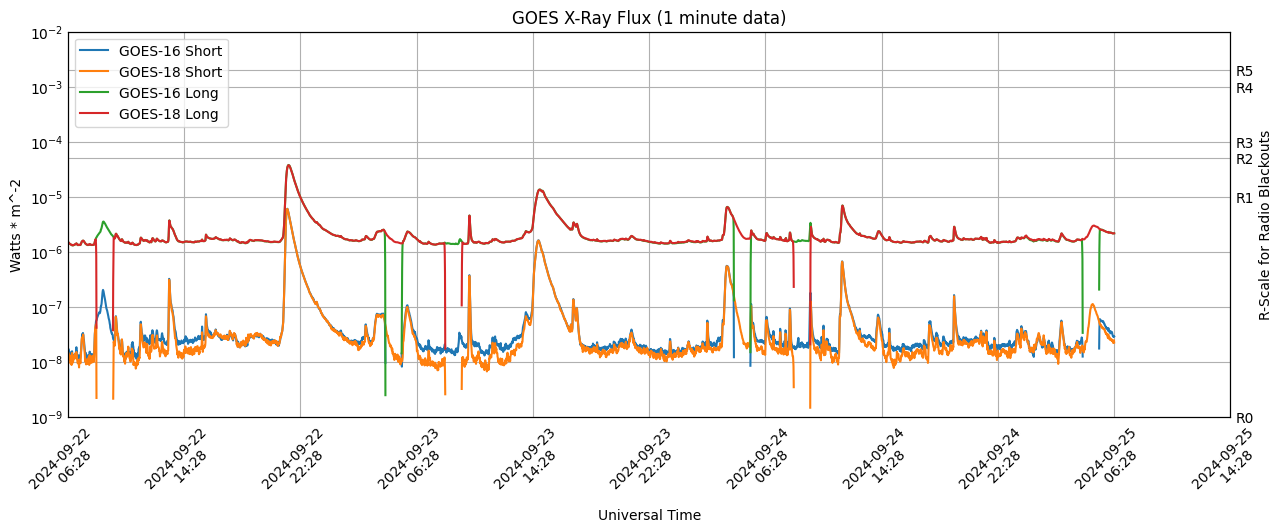 GOES X-Ray Flux (1 minute data)
GOES-16 Short
GOES-18 Short
GOES-16 Long
GOES-18 Long
Watts * m^-2
10⁻²
10⁻³
10⁻⁴
10⁻⁵
10⁻⁶
10⁻⁷
10⁻⁸
10⁻⁹
R5
R4
R3
R2
R1
R0
R-Scale for Radio Blackouts
2024-09-22
06:28
2024-09-22
14:28
2024-09-22
22:28
2024-09-23
06:28
2024-09-23
14:28
2024-09-23
22:28
2024-09-24
06:28
2024-09-24
14:28
2024-09-24
22:28
2024-09-25
06:28
2024-09-25
14:28
Universal Time